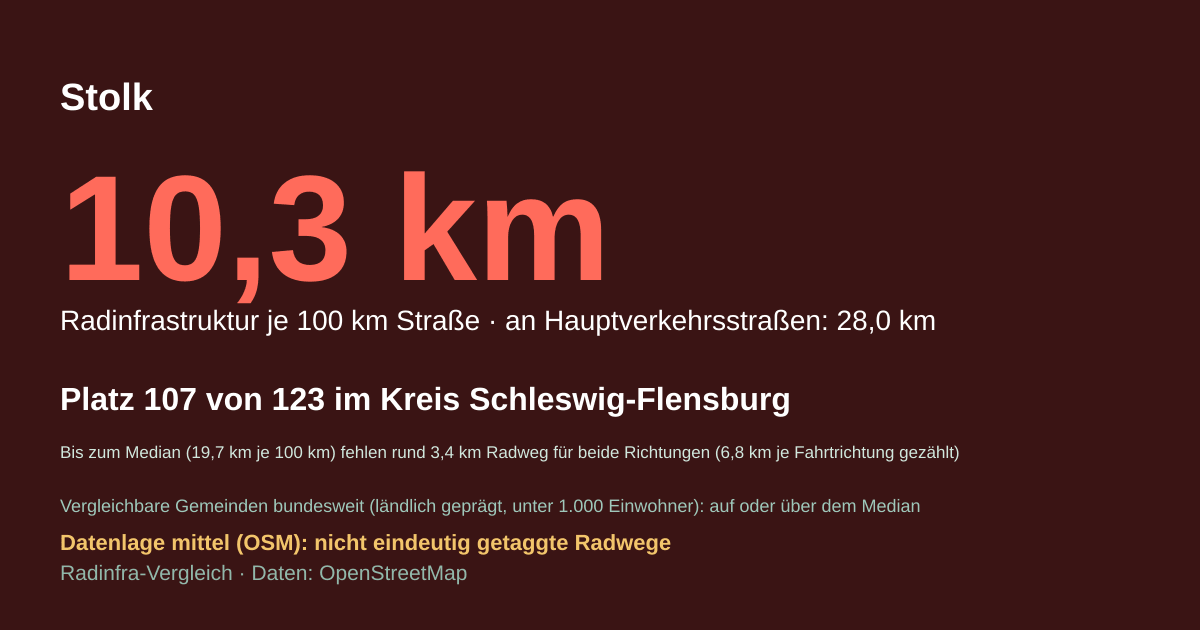 Stolk
10,3 km
Radinfrastruktur je 100 km Straße · an Hauptverkehrsstraßen: 28,0 km
Platz 107 von 123 im Kreis Schleswig-Flensburg
Bis zum Median (19,7 km je 100 km) fehlen rund 3,4 km Radweg für beide Richtungen (6,8 km je Fahrtrichtung gezählt)
Vergleichbare Gemeinden bundesweit (ländlich geprägt, unter 1.000 Einwohner): auf oder über dem Median
Datenlage mittel (OSM): nicht eindeutig getaggte Radwege
Radinfra-Vergleich · Daten: OpenStreetMap